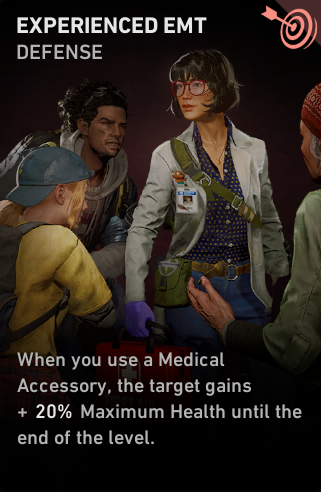 EXPERIENCED EMT
DEFENSE
When you use a Medical
Accessory, the target gains
+ 20% Maximum Health until the
end of the level.